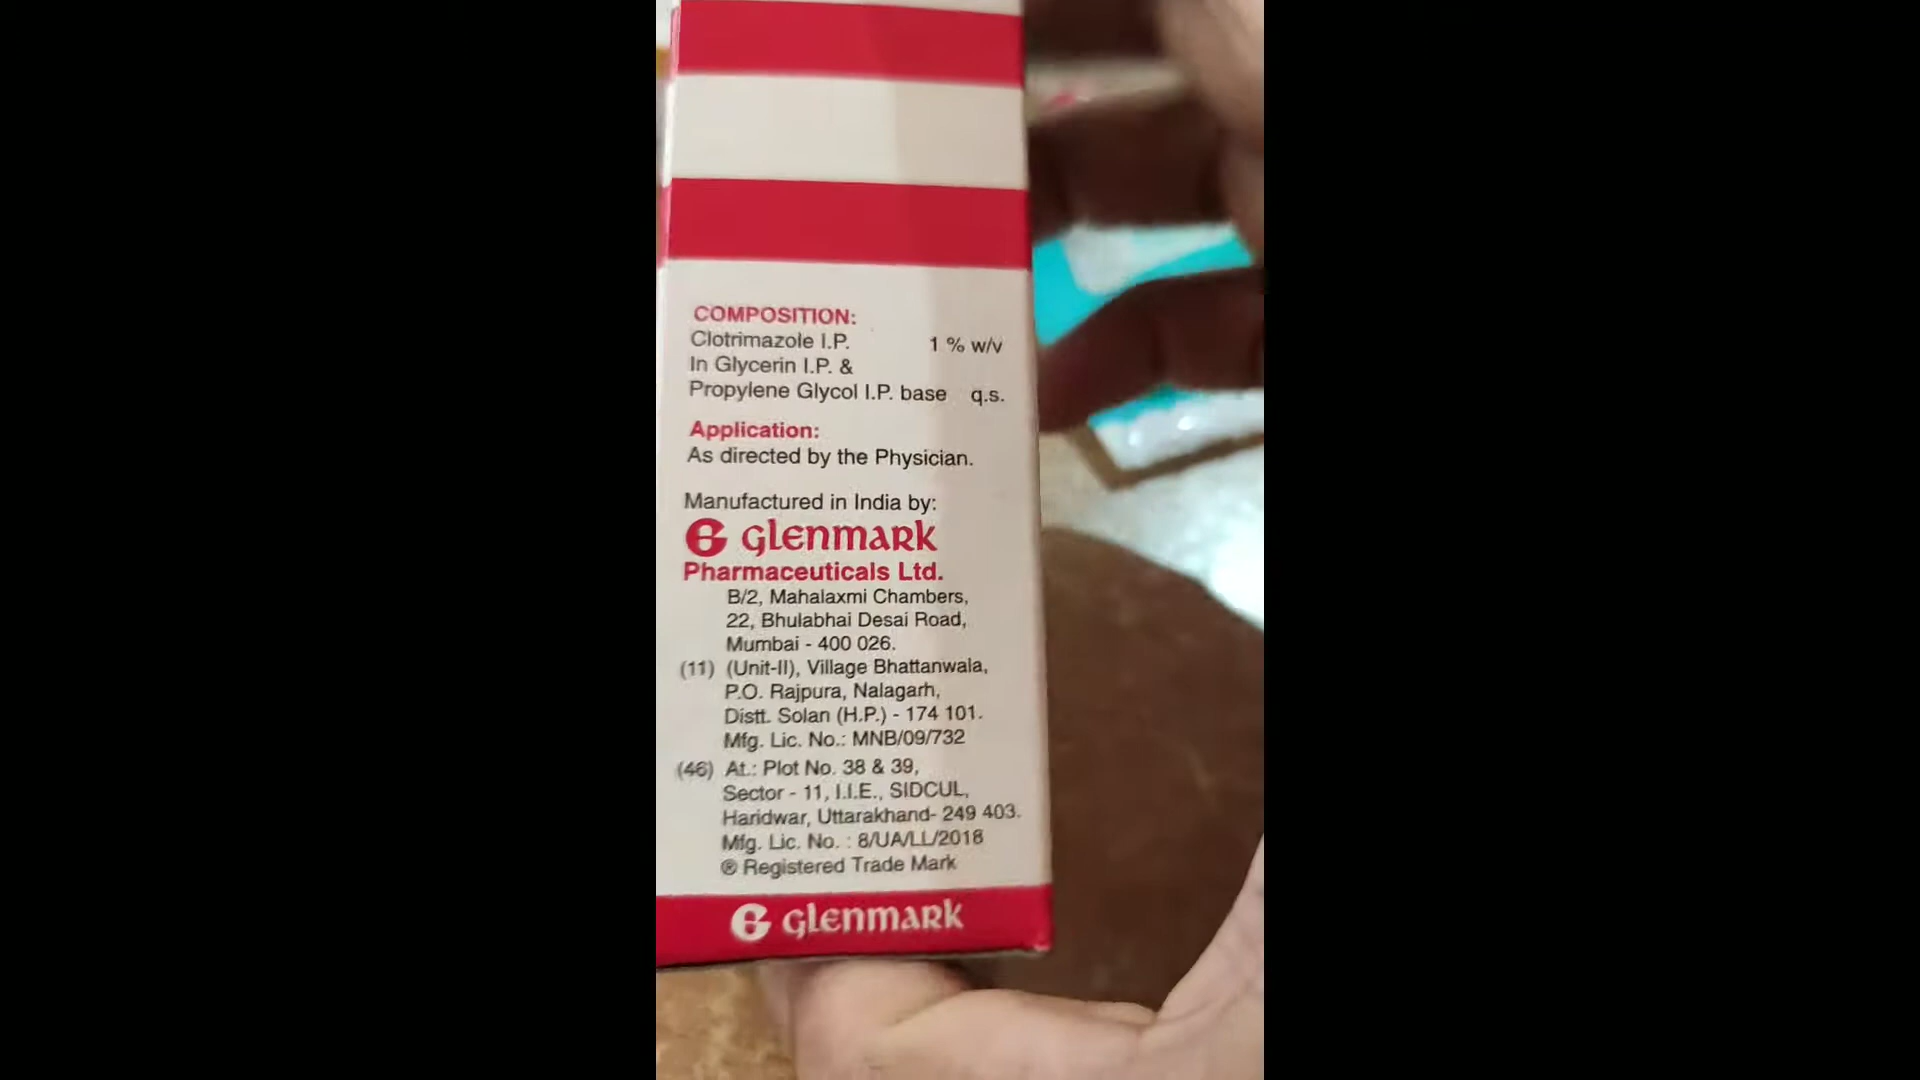 COMPOSITION:
Clotrimazole I.P. 1 % w/v
In Glycerin I.P. &
Propylene Glycol I.P. base q.s.
Application:
As directed by the Physician.
Manufactured in India by:
glenmark
Pharmaceuticals Ltd.
B/2, Mahalaxmi Chambers,
22, Bhulabhai Desai Road,
Mumbai - 400 026.
(11) (Unit-II), Village Bhattanwala,
P.O. Rajpura, Nalagarh,
Distt. Solan (H.P.) - 174 101.
Mfg. Lic. No.: MNB/09/732
(46) At.: Plot No. 38 & 39,
Sector - 11, I.I.E., SIDCUL,
Haridwar, Uttarakhand- 249 403.
Mfg. Lic. No. : 8/UA/LL/2018
® Registered Trade Mark
glenmark